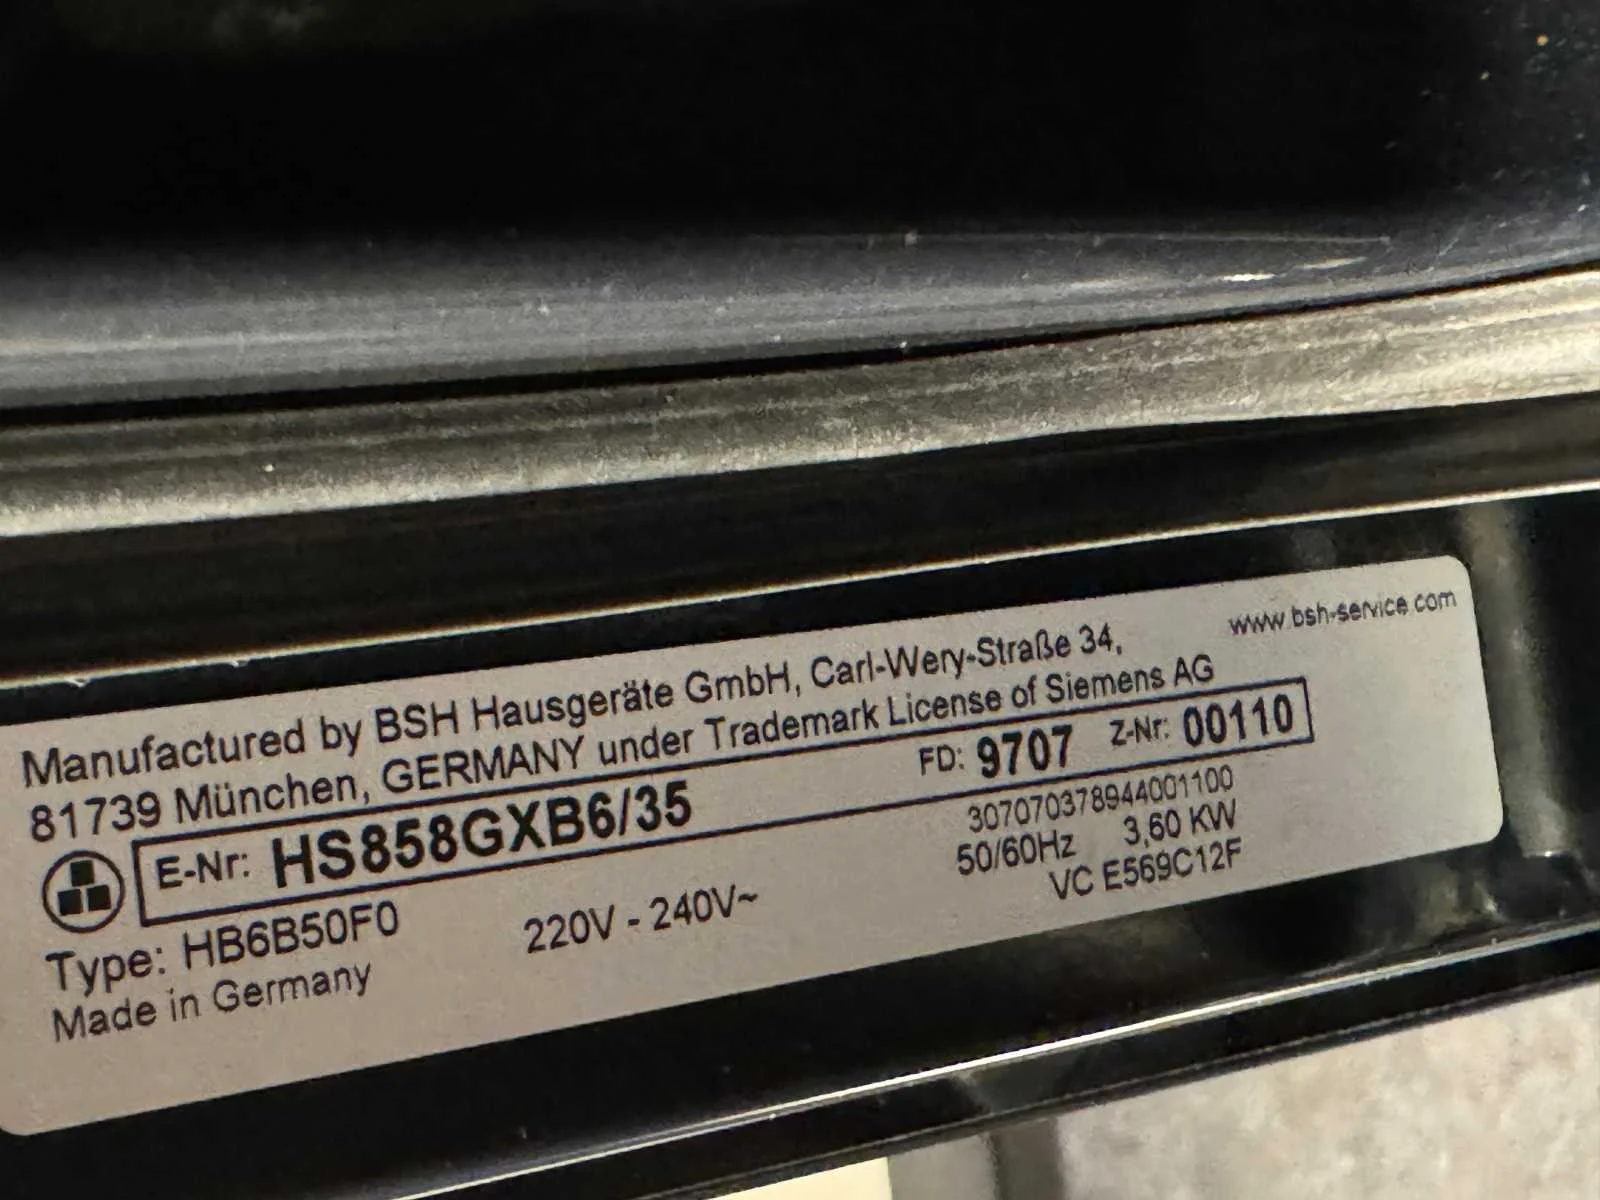 www.bsh-service.com
Manufactured by BSH Hausgeräte GmbH, Carl-Wery-Straße 34,
81739 München, GERMANY under Trademark License of Siemens AG
E-Nr: HS858GXB6/35 FD: 9707 Z-Nr: 00110
307070378944001100
Type: HB6B50F0 220V - 240V~ 50/60Hz 3,60 KW
Made in Germany VC E569C12F